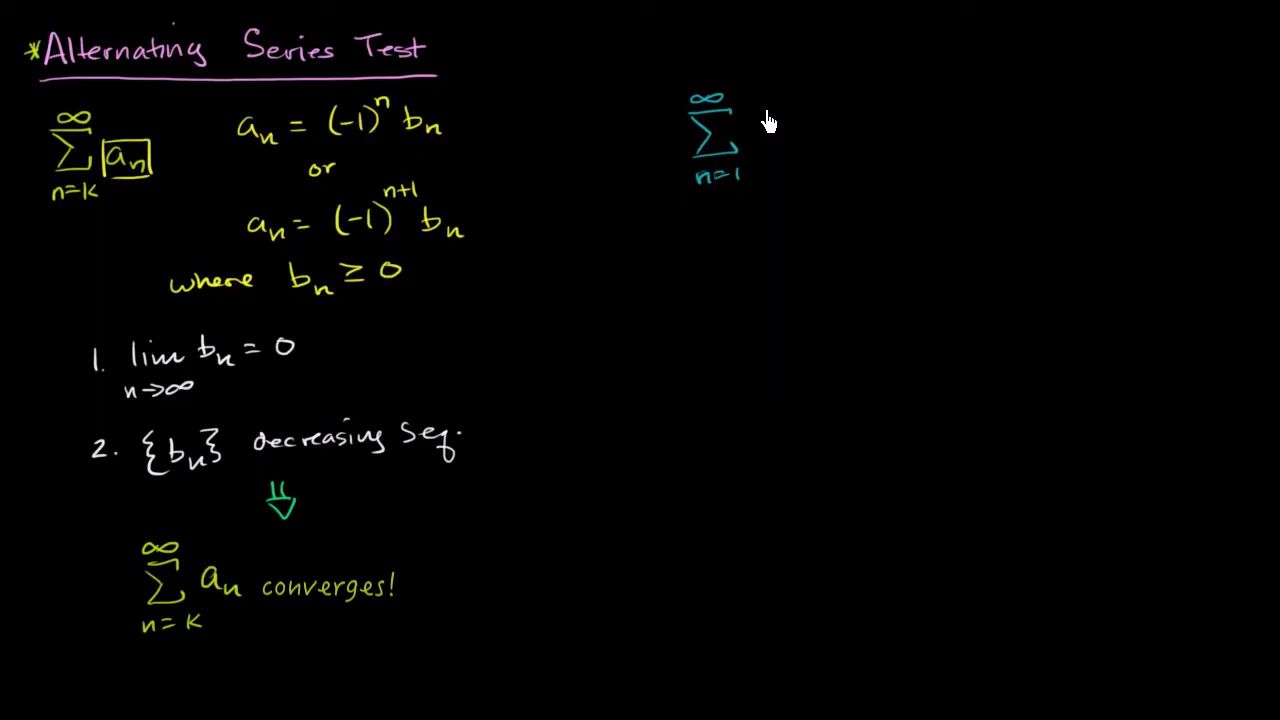 *Alternating Series Test
∞
∑ aₙ
n=k
aₙ = (-1)ⁿ bₙ
or
aₙ = (-1)ⁿ⁺¹ bₙ
where bₙ ≥ 0
1. lim bₙ = 0
n→∞
2. {bₙ} decreasing seq.
⇓
∞
∑ aₙ converges!
n = k
∞
∑
n=1